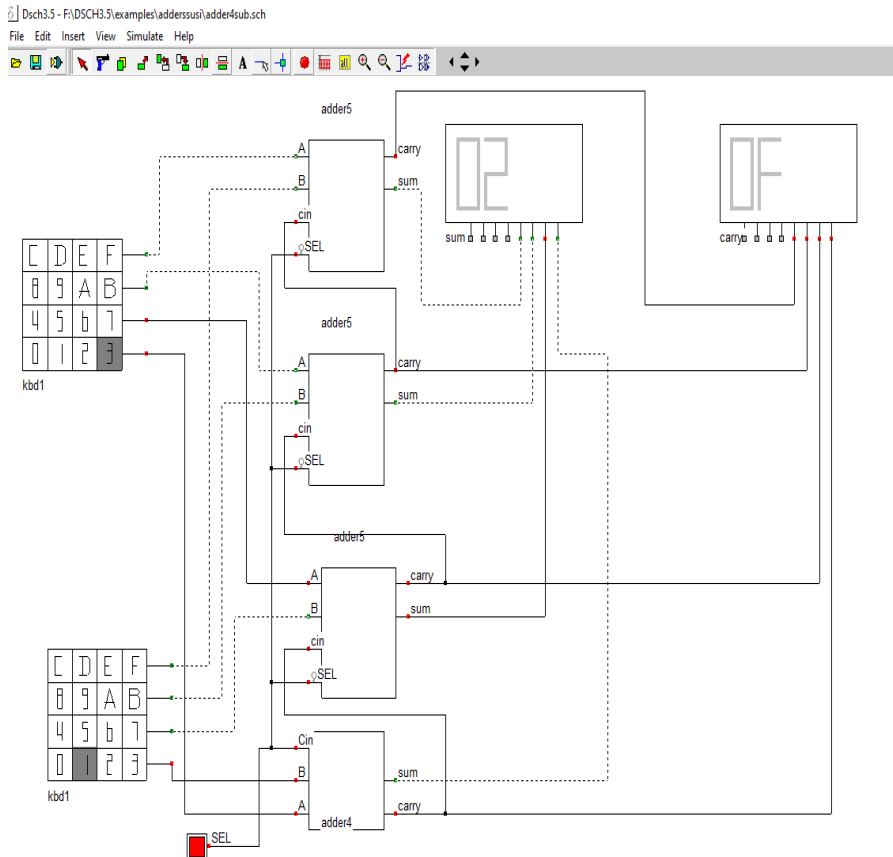 Dsch3.5 - F:\DSCH3.5\examples\adderssusi\adder4sub.sch
File Edit Insert View Simulate Help
A
adder5
A
B
cin
SEL
carry
sum
02
sum
0F
carry
C D E F
8 9 A B
4 5 6 7
0 1 2 3
kbd1
adder5
A
B
cin
SEL
carry
sum
adder5
A
B
cin
SEL
carry
sum
C D E F
8 9 A B
4 5 6 7
0 1 2 3
kbd1
Cin
B
A
sum
carry
adder4
SEL